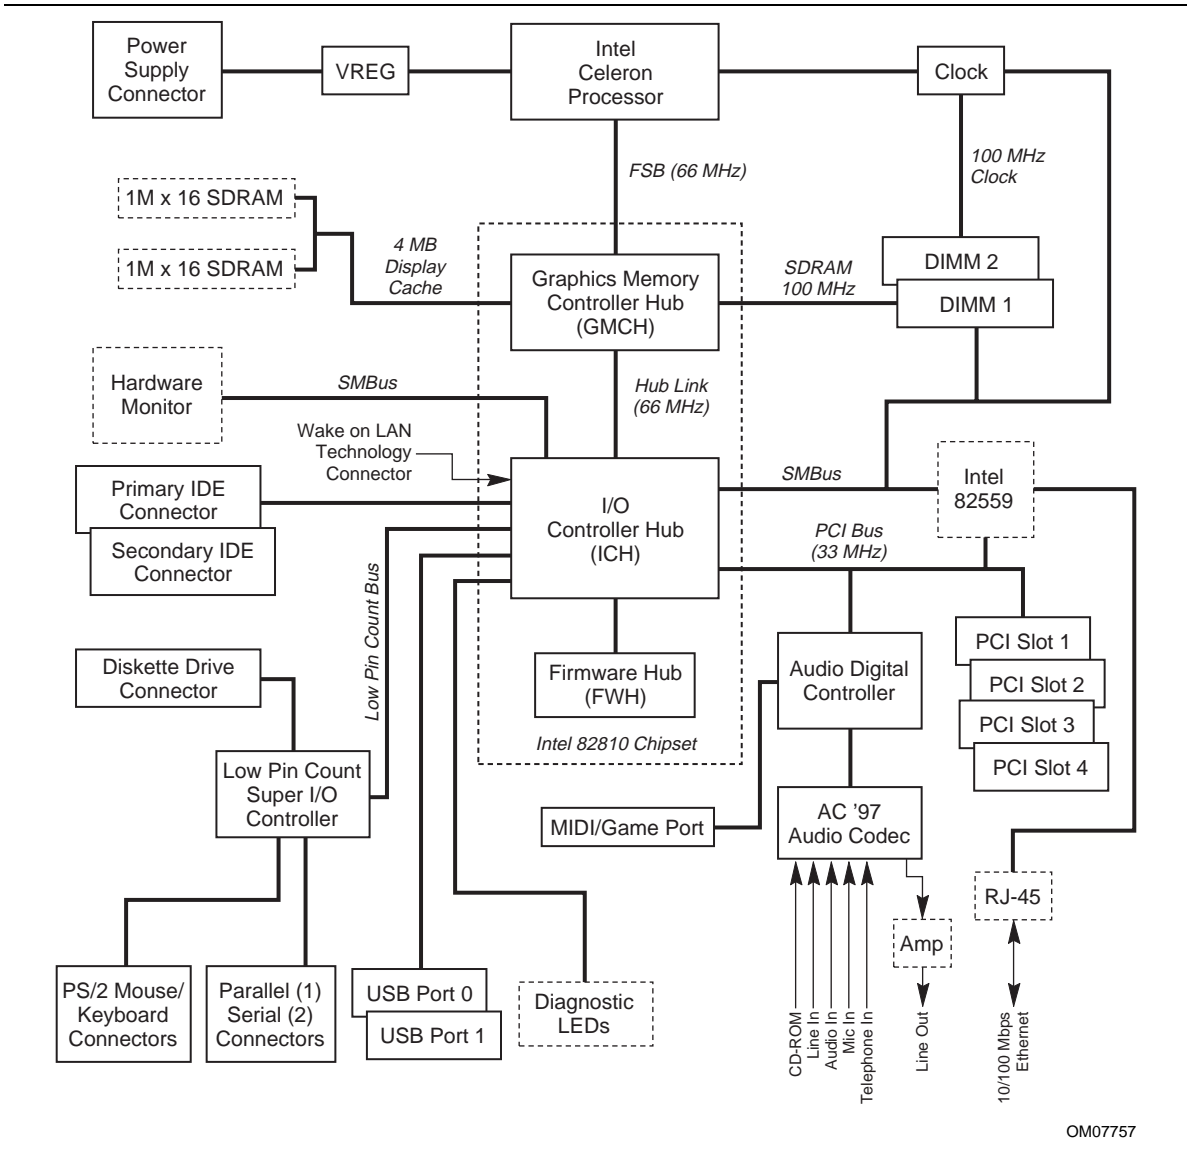 Power
Supply
Connector
VREG
Intel
Celeron
Processor
Clock
FSB (66 MHz)
100 MHz
Clock
1M x 16 SDRAM
1M x 16 SDRAM
4 MB
Display
Cache
Graphics Memory
Controller Hub
(GMCH)
SDRAM
100 MHz
DIMM 2
DIMM 1
Hardware
Monitor
SMBus
Hub Link
(66 MHz)
Wake on LAN
Technology
Connector
Primary IDE
Connector
Secondary IDE
Connector
I/O
Controller Hub
(ICH)
SMBus
Intel
82559
PCI Bus
(33 MHz)
Low Pin Count Bus
Diskette Drive
Connector
Firmware Hub
(FWH)
Intel 82810 Chipset
Audio Digital
Controller
PCI Slot 1
PCI Slot 2
PCI Slot 3
PCI Slot 4
Low Pin Count
Super I/O
Controller
MIDI/Game Port
AC '97
Audio Codec
RJ-45
Amp
PS/2 Mouse/
Keyboard
Connectors
Parallel (1)
Serial (2)
Connectors
USB Port 0
USB Port 1
Diagnostic
LEDs
CD-ROM
Line In
Audio In
Mic In
Telephone In
Line Out
10/100 Mbps
Ethernet
OM07757